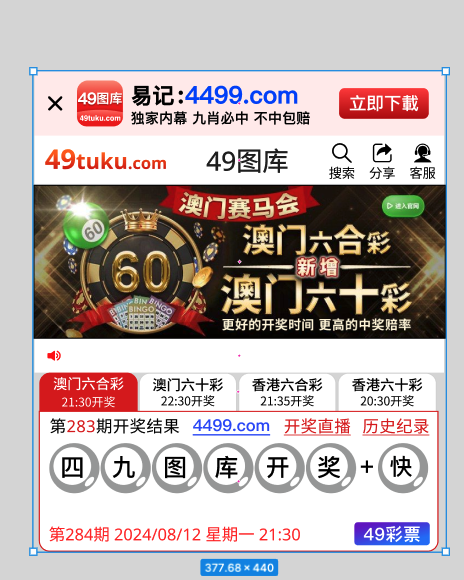 49图库
49tuku.com
易记:4499.com
独家内幕 九肖必中 不中包赔
立即下載
49tuku.com
49图库
搜索
分享
客服
澳门赛马会
进入官网
60
60
BINGO
澳门六合彩
新增
澳门六十彩
更好的开奖时间 更高的中奖赔率
澳门六合彩
21:30开奖
澳门六十彩
22:30开奖
香港六合彩
21:35开奖
香港六十彩
20:30开奖
第283期开奖结果 4499.com 开奖直播 历史纪录
四 九 图 库 开 奖 + 快
第284期 2024/08/12 星期一 21:30
49彩票
377.68 × 440